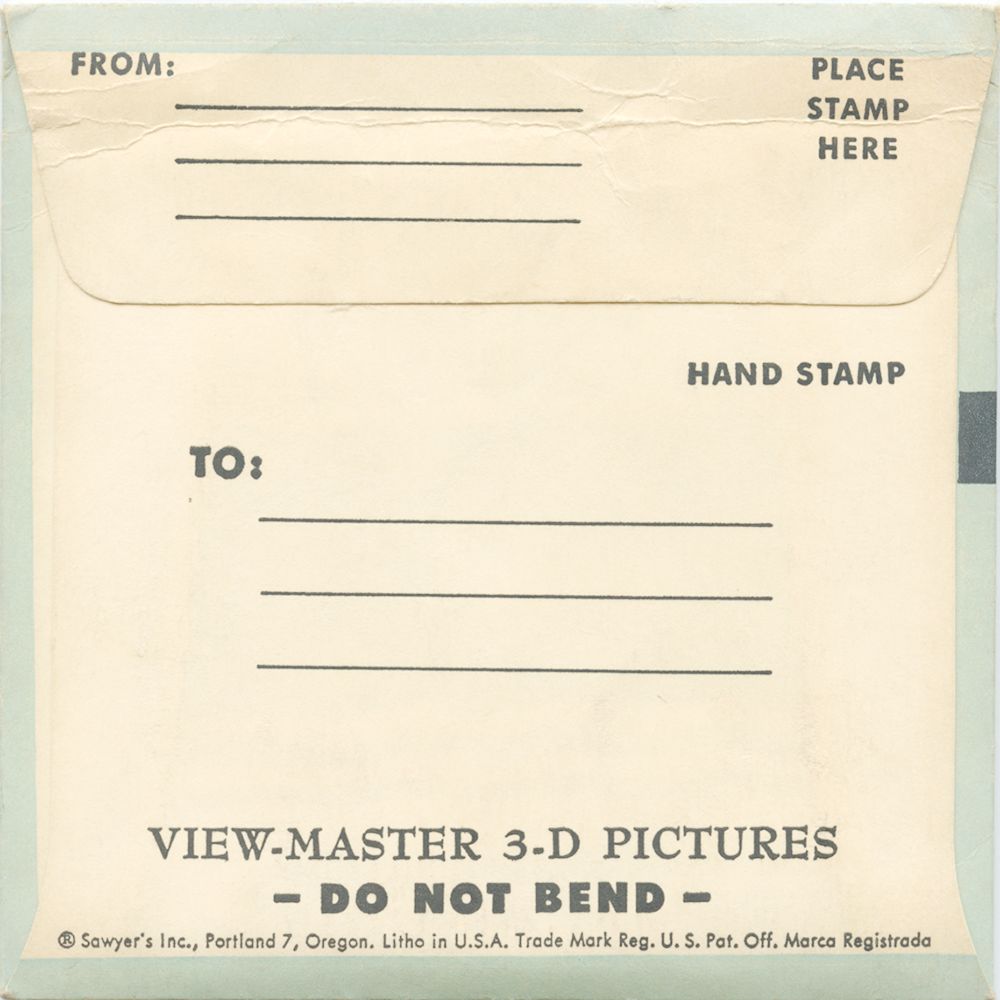 FROM:
PLACE
STAMP
HERE
HAND STAMP
TO:
VIEW-MASTER 3-D PICTURES
- DO NOT BEND -
® Sawyer's Inc., Portland 7, Oregon. Litho in U.S.A. Trade Mark Reg. U. S. Pat. Off. Marca Registrada